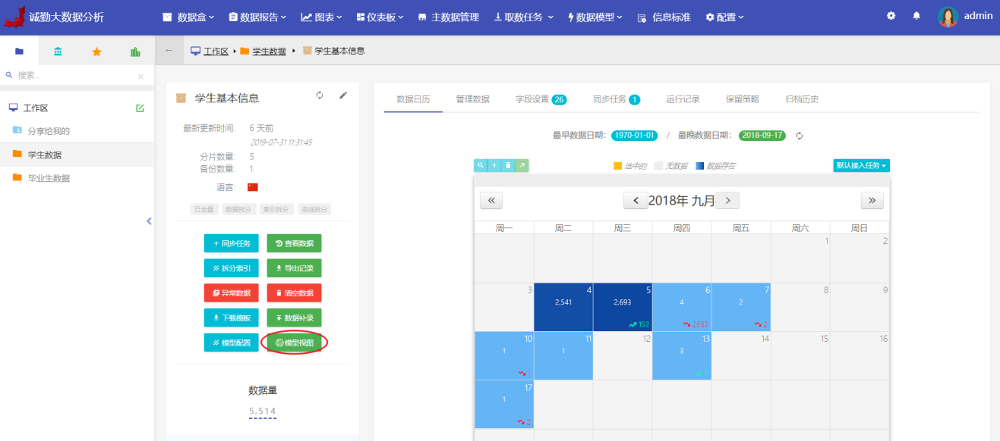 诚勤大数据分析
数据盒 数据报告 图表 仪表板 主数据管理 取数任务 数据模型 信息标准 配置
admin
工作区 学生数据 学生基本信息
搜索...
工作区
分享给我的
学生数据
毕业生数据
学生基本信息
最新更新时间: 6 天前
2019-07-31 11:31:45
分片数量: 5
备份数量: 1
语言:
日全量 数据拆分 索引拆分 条线拆分
+ 同步任务 查看数据
拆分索引 导出记录
异常数据 清空数据
下载模板 数据补录
模型配置 模型视图
数据量
5,514
数据日历 管理数据 字段设置 26 同步任务 1 运行记录 保留策略 归档历史
最早数据日期: 1970-01-01 / 最晚数据日期: 2018-09-17
选中的 无数据 数据存在
默认接入任务
« < 2018年 九月 > »
周一 周二 周三 周四 周五 周六 周日
1 2
3 4 5 6 7 8 9
2,541 2,693 4 2
152 2689 2
10 11 12 13 14 15 16
1 1 3
17
1
2